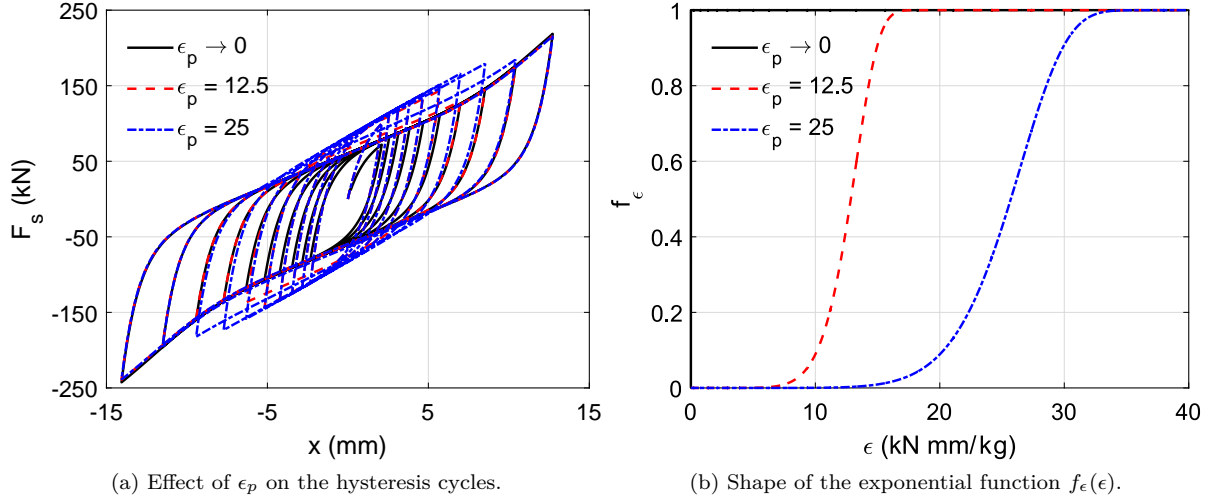 250
150
50
-50
-150
-250
-15
-5
5
15
F_s (kN)
x (mm)
ϵ_p → 0
ϵ_p = 12.5
ϵ_p = 25
(a) Effect of ϵ_p on the hysteresis cycles.
1
0.8
0.6
0.4
0.2
0
0
10
20
30
40
f_ϵ
ϵ (kN mm/kg)
ϵ_p → 0
ϵ_p = 12.5
ϵ_p = 25
(b) Shape of the exponential function f_ϵ(ϵ).